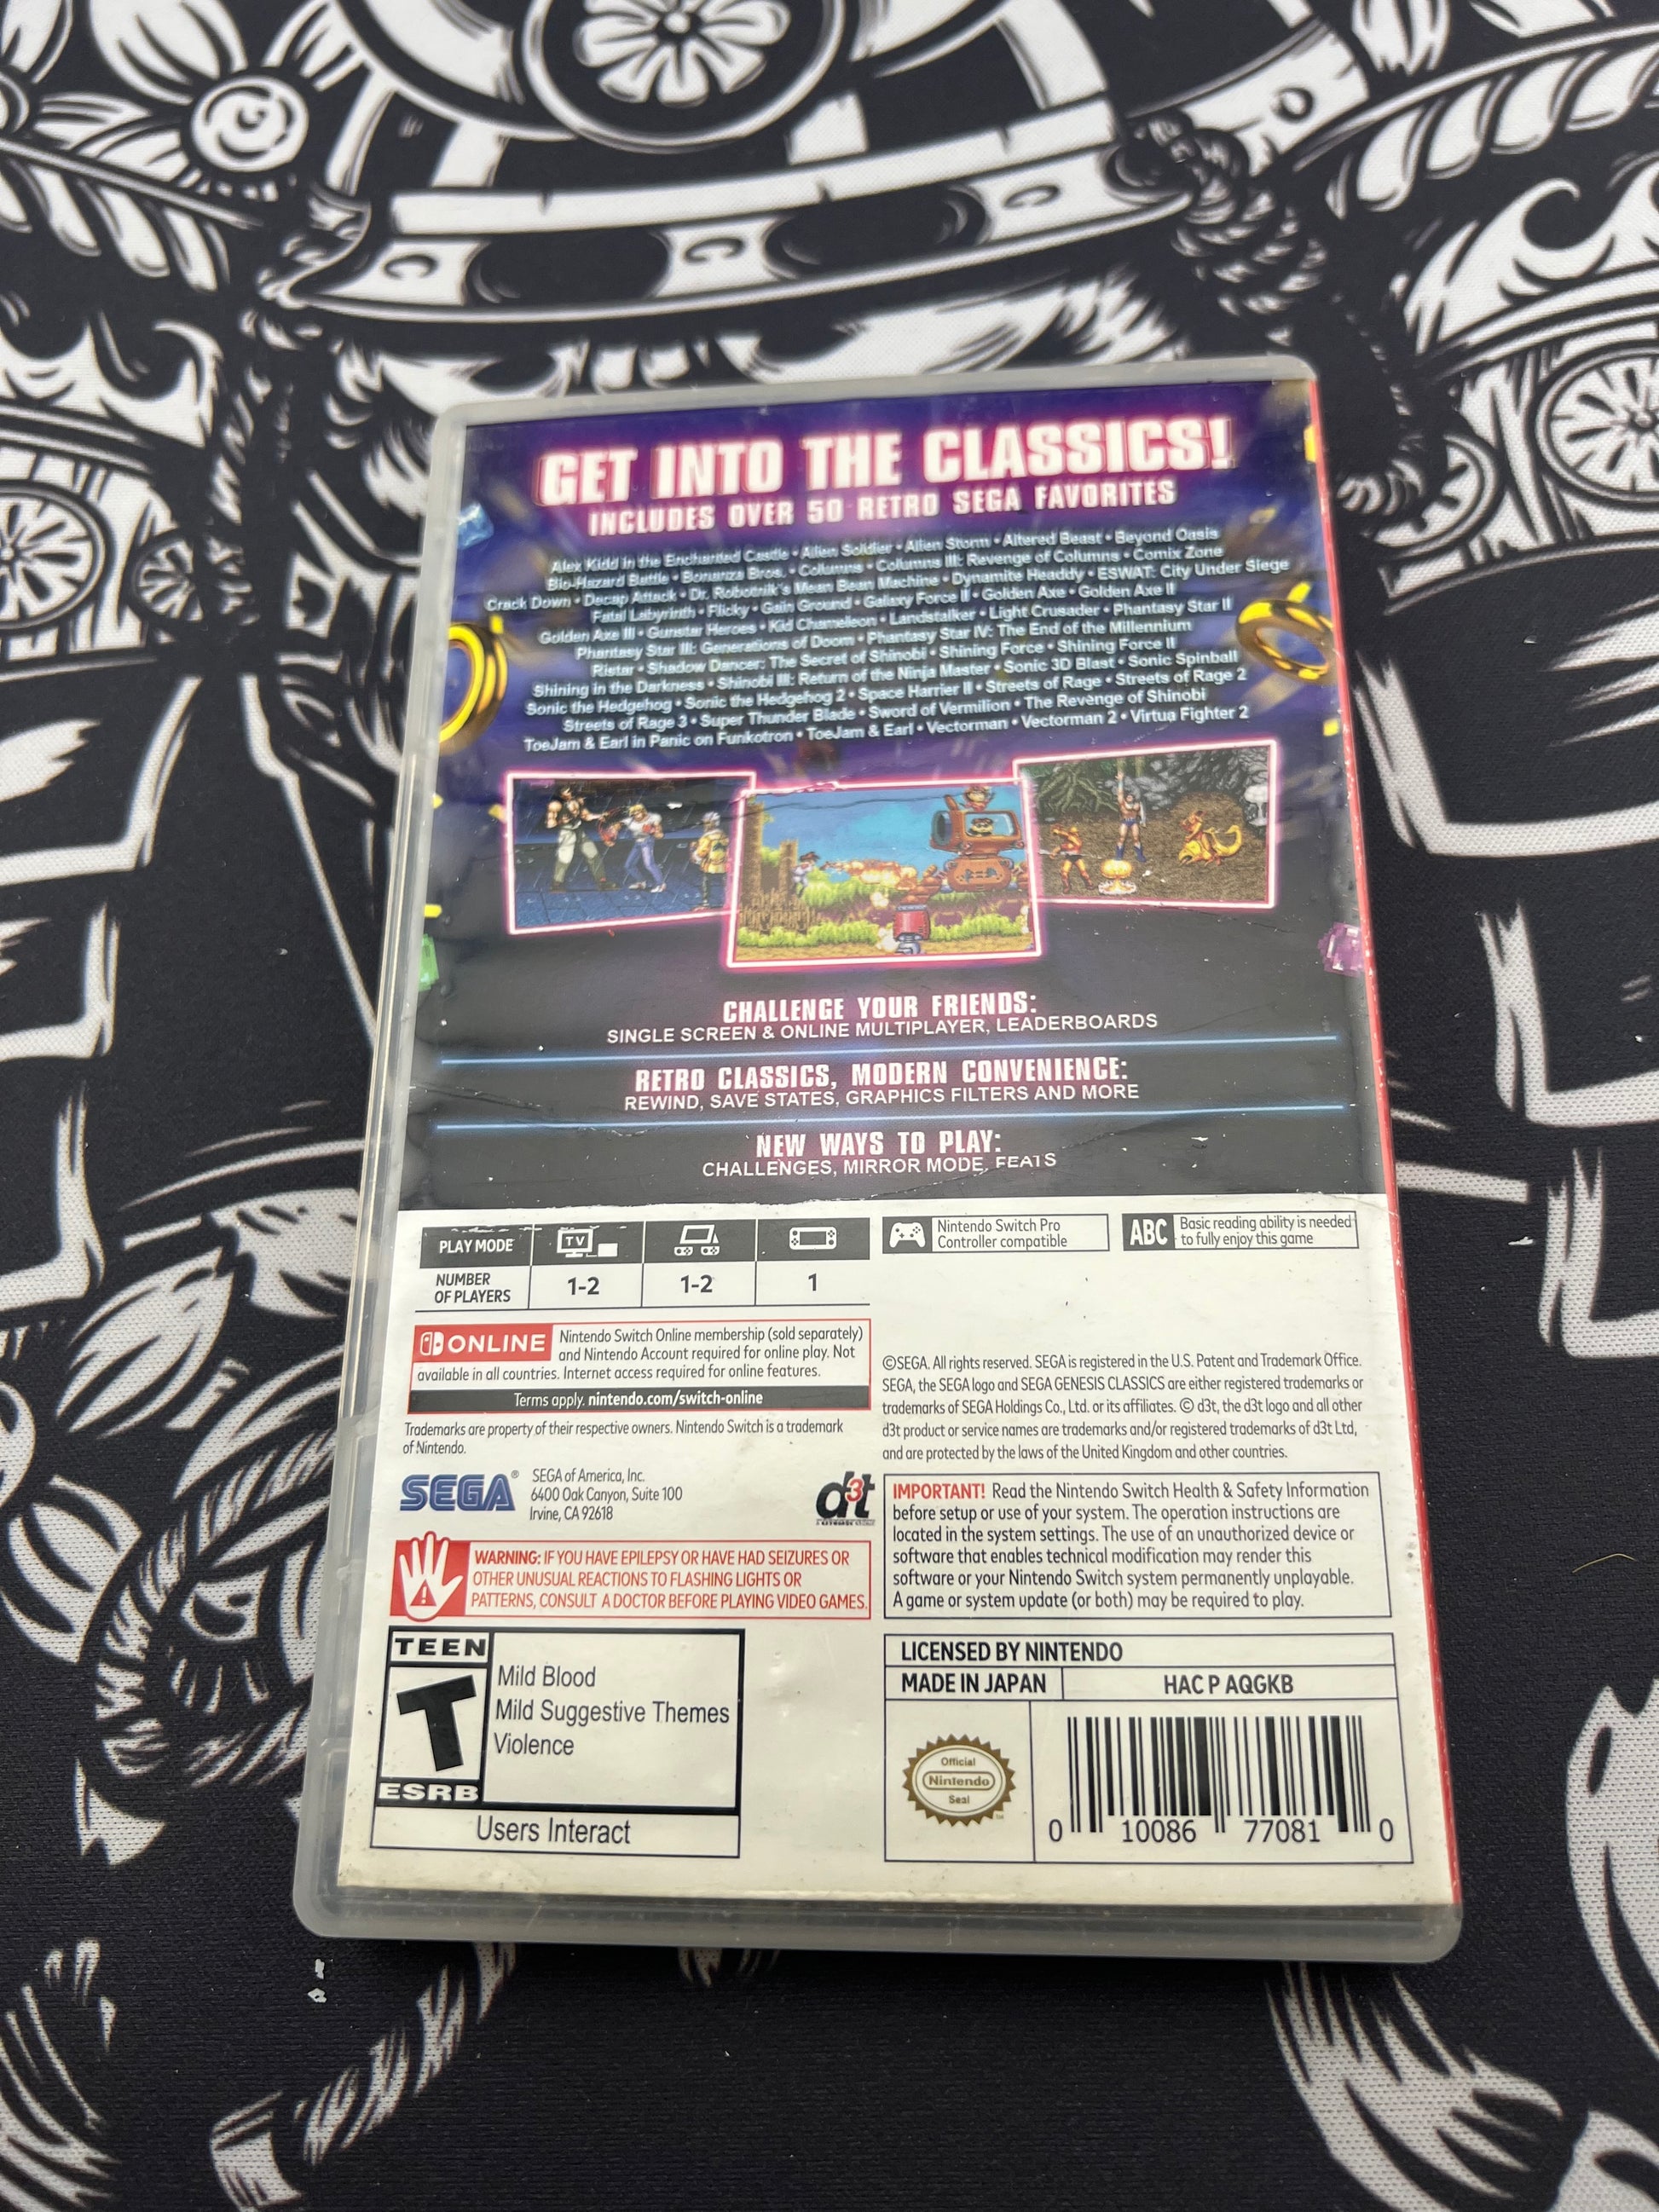 GET INTO THE CLASSICS!
INCLUDES OVER 50 RETRO SEGA FAVORITES
Alex Kidd in the Enchanted Castle • Alien Soldier • Alien Storm • Altered Beast • Beyond Oasis
Bio-Hazard Battle • Bonanza Bros. • Columns • Columns III: Revenge of Columns • Comix Zone
Crack Down • Decap Attack • Dr. Robotnik's Mean Bean Machine • Dynamite Headdy • ESWAT: City Under Siege
Fatal Labyrinth • Flicky • Gain Ground • Galaxy Force II • Golden Axe • Golden Axe II
Golden Axe III • Gunstar Heroes • Kid Chameleon • Landstalker • Light Crusader • Phantasy Star II
Phantasy Star III: Generations of Doom • Phantasy Star IV: The End of the Millennium
Ristar • Shadow Dancer: The Secret of Shinobi • Shining Force • Shining Force II
Shining in the Darkness • Shinobi III: Return of the Ninja Master • Sonic 3D Blast • Sonic Spinball
Sonic the Hedgehog • Sonic the Hedgehog 2 • Space Harrier II • Streets of Rage • Streets of Rage 2
Streets of Rage 3 • Super Thunder Blade • Sword of Vermilion • The Revenge of Shinobi
ToeJam & Earl in Panic on Funkotron • ToeJam & Earl • Vectorman • Vectorman 2 • Virtua Fighter 2
CHALLENGE YOUR FRIENDS:
SINGLE SCREEN & ONLINE MULTIPLAYER, LEADERBOARDS
RETRO CLASSICS, MODERN CONVENIENCE:
REWIND, SAVE STATES, GRAPHICS FILTERS AND MORE
NEW WAYS TO PLAY:
CHALLENGES, MIRROR MODE, FEATS
PLAY MODE TV
NUMBER
OF PLAYERS 1-2 1-2 1
Nintendo Switch Pro
Controller compatible
ABC Basic reading ability is needed
to fully enjoy this game
ONLINE Nintendo Switch Online membership (sold separately)
and Nintendo Account required for online play. Not
available in all countries. Internet access required for online features.
Terms apply. nintendo.com/switch-online
Trademarks are property of their respective owners. Nintendo Switch is a trademark
of Nintendo.
SEGA®
SEGA of America, Inc.
6400 Oak Canyon, Suite 100
Irvine, CA 92618
d3t
WARNING: IF YOU HAVE EPILEPSY OR HAVE HAD SEIZURES OR
OTHER UNUSUAL REACTIONS TO FLASHING LIGHTS OR
PATTERNS, CONSULT A DOCTOR BEFORE PLAYING VIDEO GAMES.
©SEGA. All rights reserved. SEGA is registered in the U.S. Patent and Trademark Office.
SEGA, the SEGA logo and SEGA GENESIS CLASSICS are either registered trademarks or
trademarks of SEGA Holdings Co., Ltd. or its affiliates. © d3t, the d3t logo and all other
d3t product or service names are trademarks and/or registered trademarks of d3t Ltd,
and are protected by the laws of the United Kingdom and other countries.
IMPORTANT! Read the Nintendo Switch Health & Safety Information
before setup or use of your system. The operation instructions are
located in the system settings. The use of an unauthorized device or
software that enables technical modification may render this
software or your Nintendo Switch system permanently unplayable.
A game or system update (or both) may be required to play.
TEEN
T
ESRB
Mild Blood
Mild Suggestive Themes
Violence
Users Interact
LICENSED BY NINTENDO
MADE IN JAPAN HAC P AQGKB
Official
Nintendo
Seal
TM
0 10086 77081 0